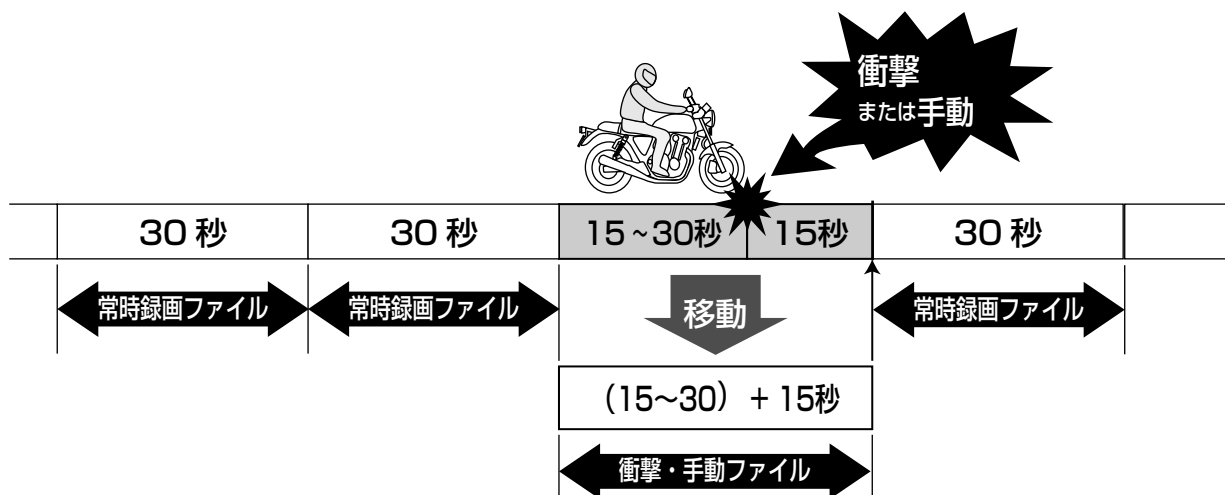 衝撃
または手動
30 秒
30 秒
15~30秒
15秒
30 秒
常時録画ファイル
常時録画ファイル
移動
常時録画ファイル
（15〜30）+ 15秒
衝撃・手動ファイル